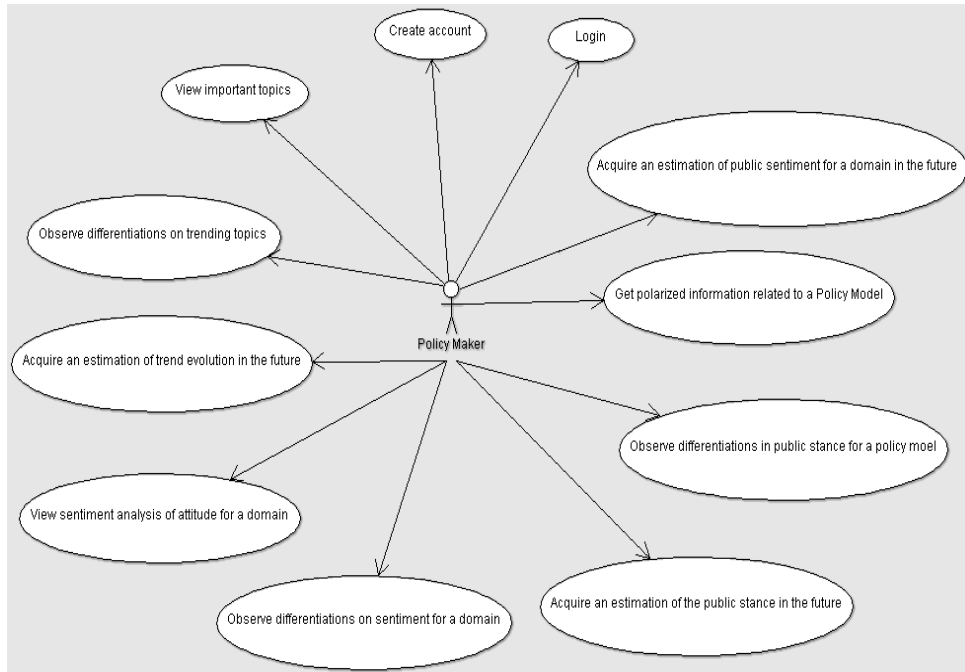 Create account
Login
View important topics
Acquire an estimation of public sentiment for a domain in the future
Observe differentiations on trending topics
Get polarized information related to a Policy Model
Policy Maker
Acquire an estimation of trend evolution in the future
Observe differentiations in public stance for a policy moel
View sentiment analysis of attitude for a domain
Acquire an estimation of the public stance in the future
Observe differentiations on sentiment for a domain